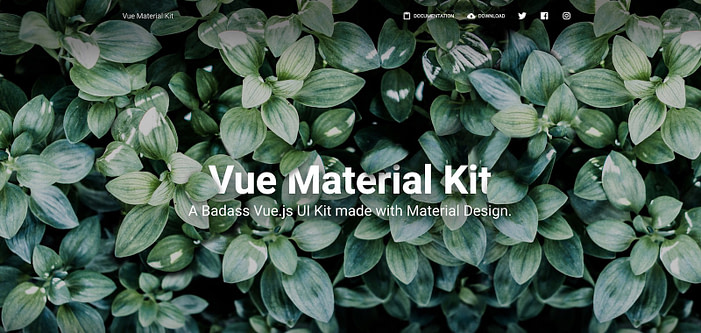 Vue Material Kit
DOCUMENTATION
DOWNLOAD
Vue Material Kit
A Badass Vue.js UI Kit made with Material Design.